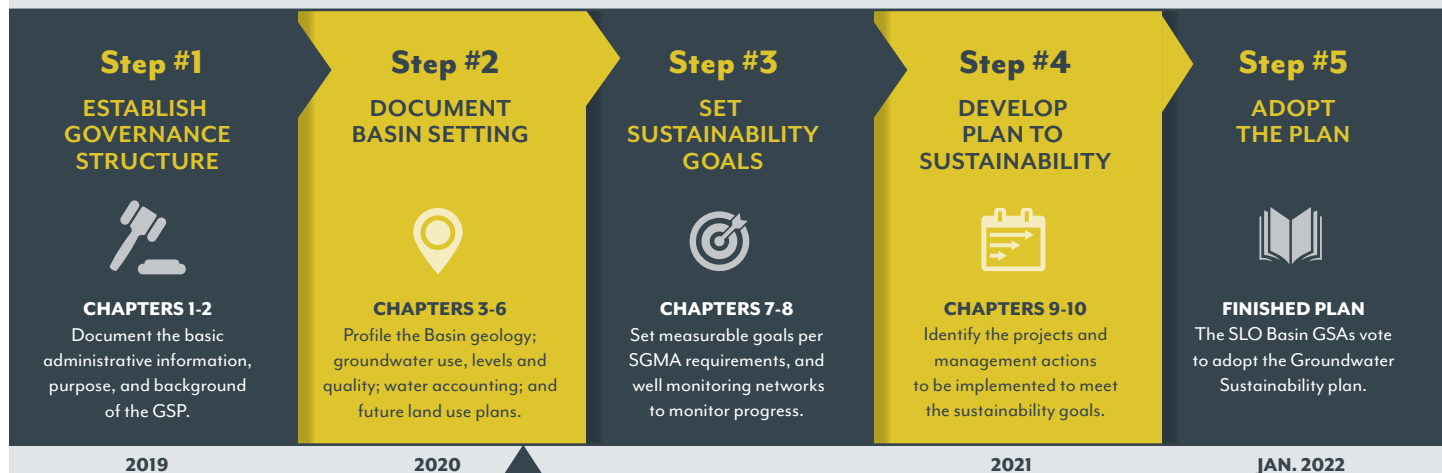 Step #1
ESTABLISH
GOVERNANCE
STRUCTURE
CHAPTERS 1-2
Document the basic
administrative information,
purpose, and background
of the GSP.
2019
Step #2
DOCUMENT
BASIN SETTING
CHAPTERS 3-6
Profile the Basin geology;
groundwater use, levels and
quality; water accounting; and
future land use plans.
2020
Step #3
SET
SUSTAINABILITY
GOALS
CHAPTERS 7-8
Set measurable goals per
SGMA requirements, and
well monitoring networks
to monitor progress.
Step #4
DEVELOP
PLAN TO
SUSTAINABILITY
CHAPTERS 9-10
Identify the projects and
management actions
to be implemented to meet
the sustainability goals.
2021
Step #5
ADOPT
THE PLAN
FINISHED PLAN
The SLO Basin GSAs vote
to adopt the Groundwater
Sustainability plan.
JAN. 2022